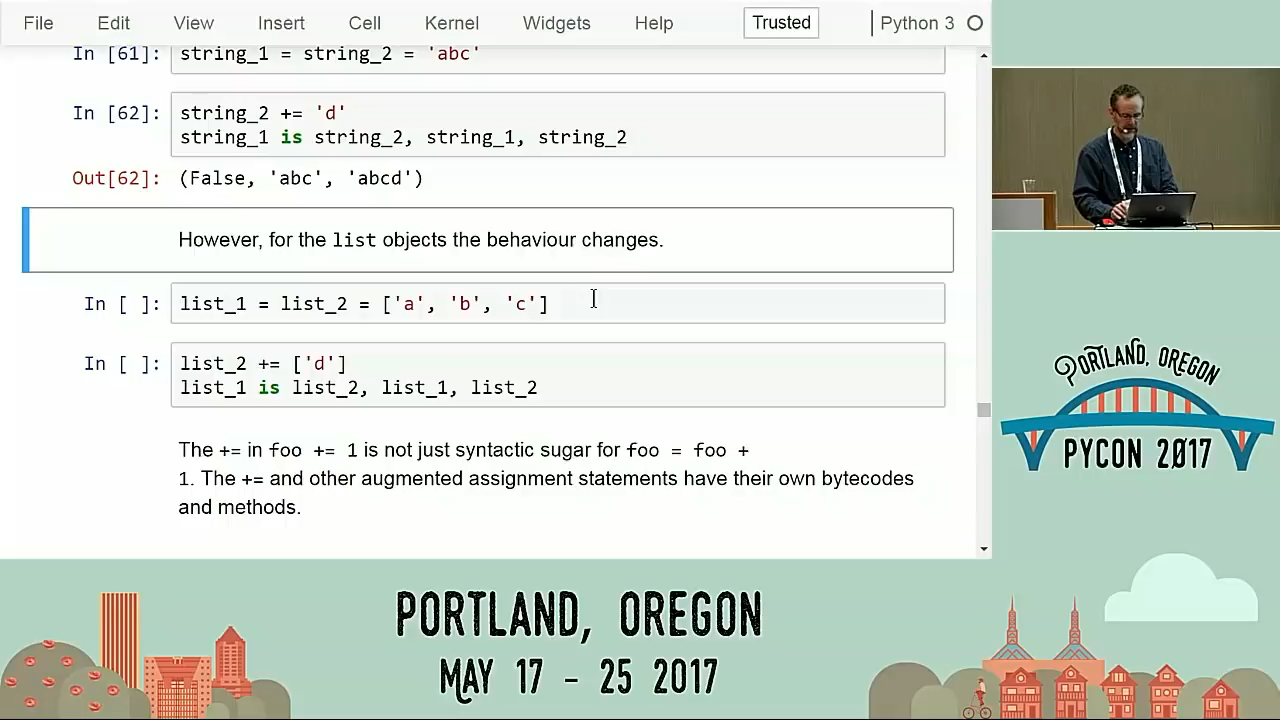 File Edit View Insert Cell Kernel Widgets Help Trusted Python 3
In [61]: string_1 = string_2 = 'abc'
In [62]: string_2 += 'd'
string_1 is string_2, string_1, string_2
Out[62]: (False, 'abc', 'abcd')
However, for the list objects the behaviour changes.
In [ ]: list_1 = list_2 = ['a', 'b', 'c']
In [ ]: list_2 += ['d']
list_1 is list_2, list_1, list_2
The += in foo += 1 is not just syntactic sugar for foo = foo +
1. The += and other augmented assignment statements have their own bytecodes
and methods.
PORTLAND, OREGON
PYCON 2017
PORTLAND, OREGON
MAY 17 - 25 2017